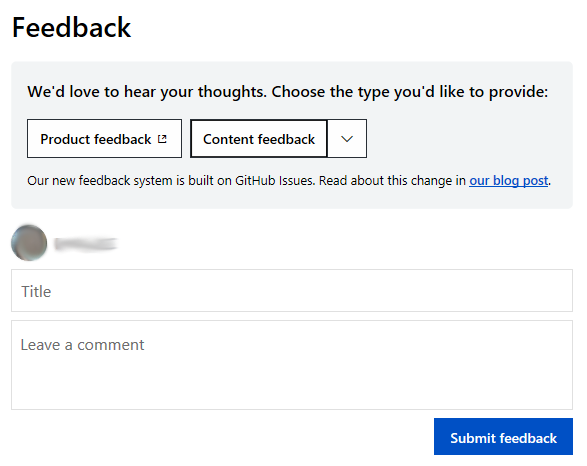 Feedback
We'd love to hear your thoughts. Choose the type you'd like to provide:
Product feedback Content feedback
Our new feedback system is built on GitHub Issues. Read about this change in our blog post.
Title
Leave a comment
Submit feedback